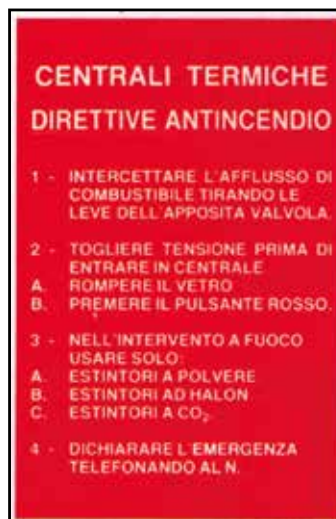 CENTRALI TERMICHE
DIRETTIVE ANTINCENDIO
1 - INTERCETTARE L'AFFLUSSO DI
COMBUSTIBILE TIRANDO LE
LEVE DELL'APPOSITA VALVOLA.
2 - TOGLIERE TENSIONE PRIMA DI
ENTRARE IN CENTRALE
A. ROMPERE IL VETRO
B. PREMERE IL PULSANTE ROSSO.
3 - NELL'INTERVENTO A FUOCO
USARE SOLO:
A. ESTINTORI A POLVERE
B. ESTINTORI AD HALON
C. ESTINTORI A CO₂.
4 - DICHIARARE L'EMERGENZA
TELEFONANDO AL N.